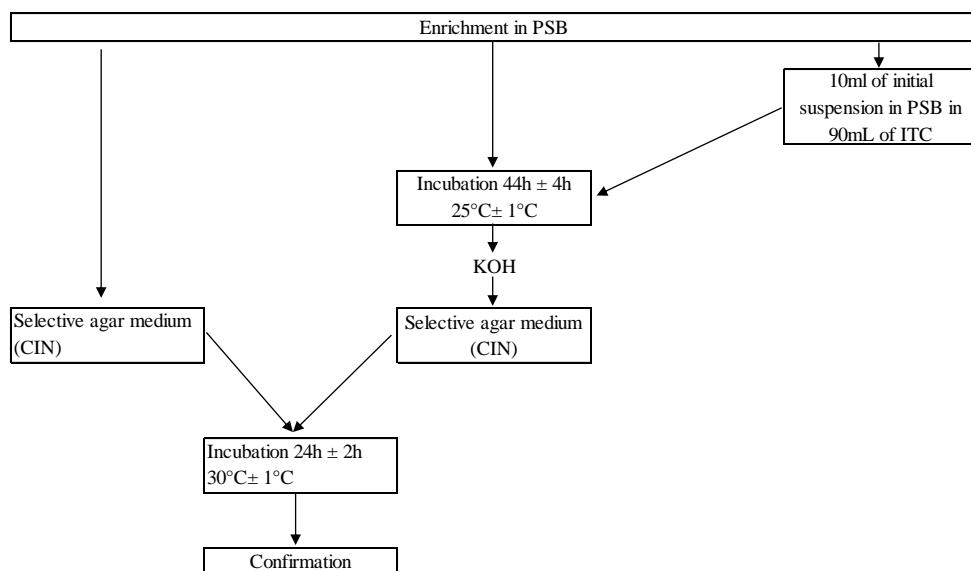 Enrichment in PSB
10ml of initial
suspension in PSB in
90mL of ITC
Incubation 44h ± 4h
25°C± 1°C
KOH
Selective agar medium
(CIN)
Selective agar medium
(CIN)
Incubation 24h ± 2h
30°C± 1°C
Confirmation